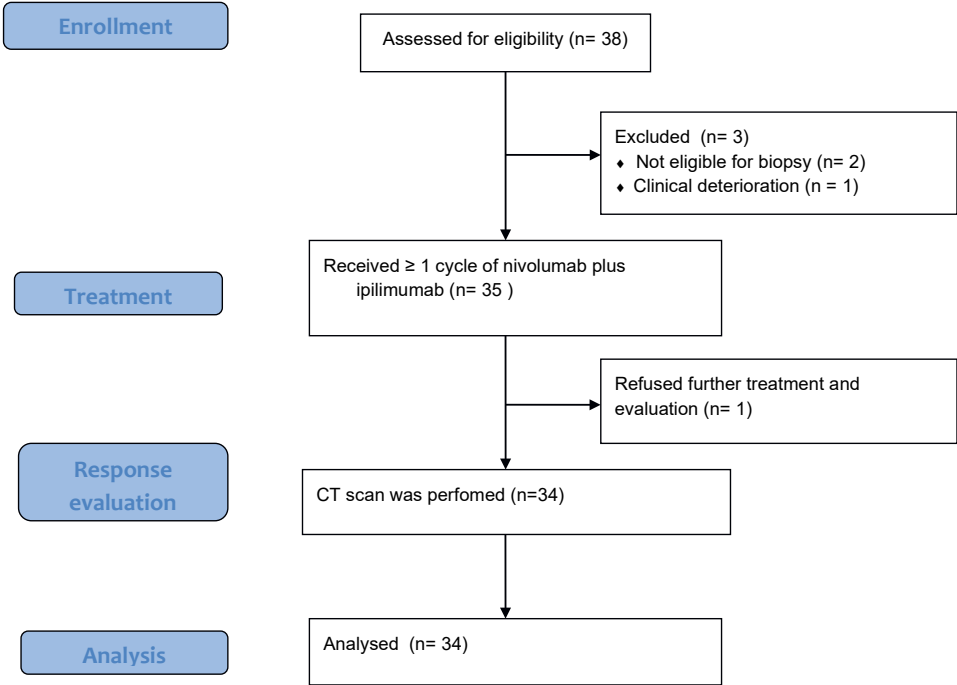 Enrollment
Assessed for eligibility (n= 38)
Excluded (n= 3)
♦ Not eligible for biopsy (n= 2)
♦ Clinical deterioration (n = 1)
Treatment
Received ≥ 1 cycle of nivolumab plus
ipilimumab (n= 35 )
Refused further treatment and
evaluation (n= 1)
Response
evaluation
CT scan was perfomed (n=34)
Analysis
Analysed (n= 34)